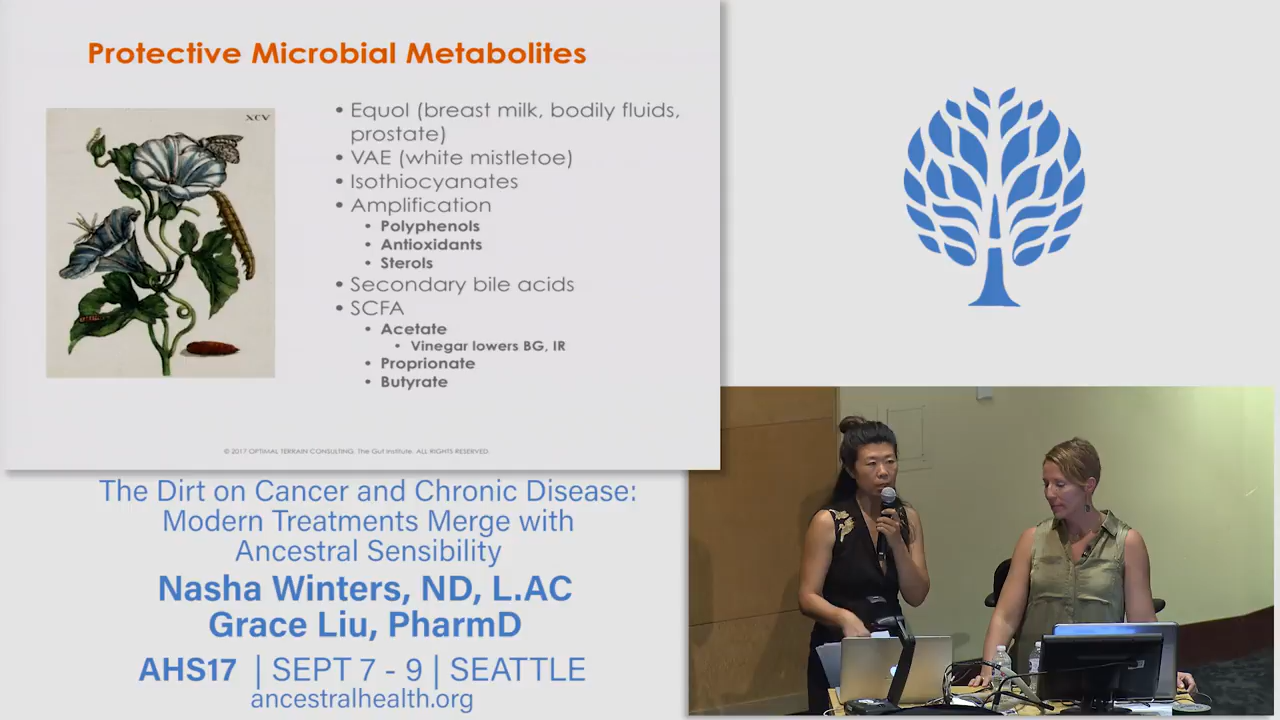 Protective Microbial Metabolites
XCV
• Equol (breast milk, bodily fluids,
prostate)
• VAE (white mistletoe)
• Isothiocyanates
• Amplification
• Polyphenols
• Antioxidants
• Sterols
• Secondary bile acids
• SCFA
• Acetate
• Vinegar lowers BG, IR
• Proprionate
• Butyrate
© 2017 OPTIMAL TERRAIN CONSULTING. The Gut Institute. ALL RIGHTS RESERVED.
The Dirt on Cancer and Chronic Disease:
Modern Treatments Merge with
Ancestral Sensibility
Nasha Winters, ND, L.AC
Grace Liu, PharmD
AHS17 | SEPT 7 - 9 | SEATTLE
ancestralhealth.org